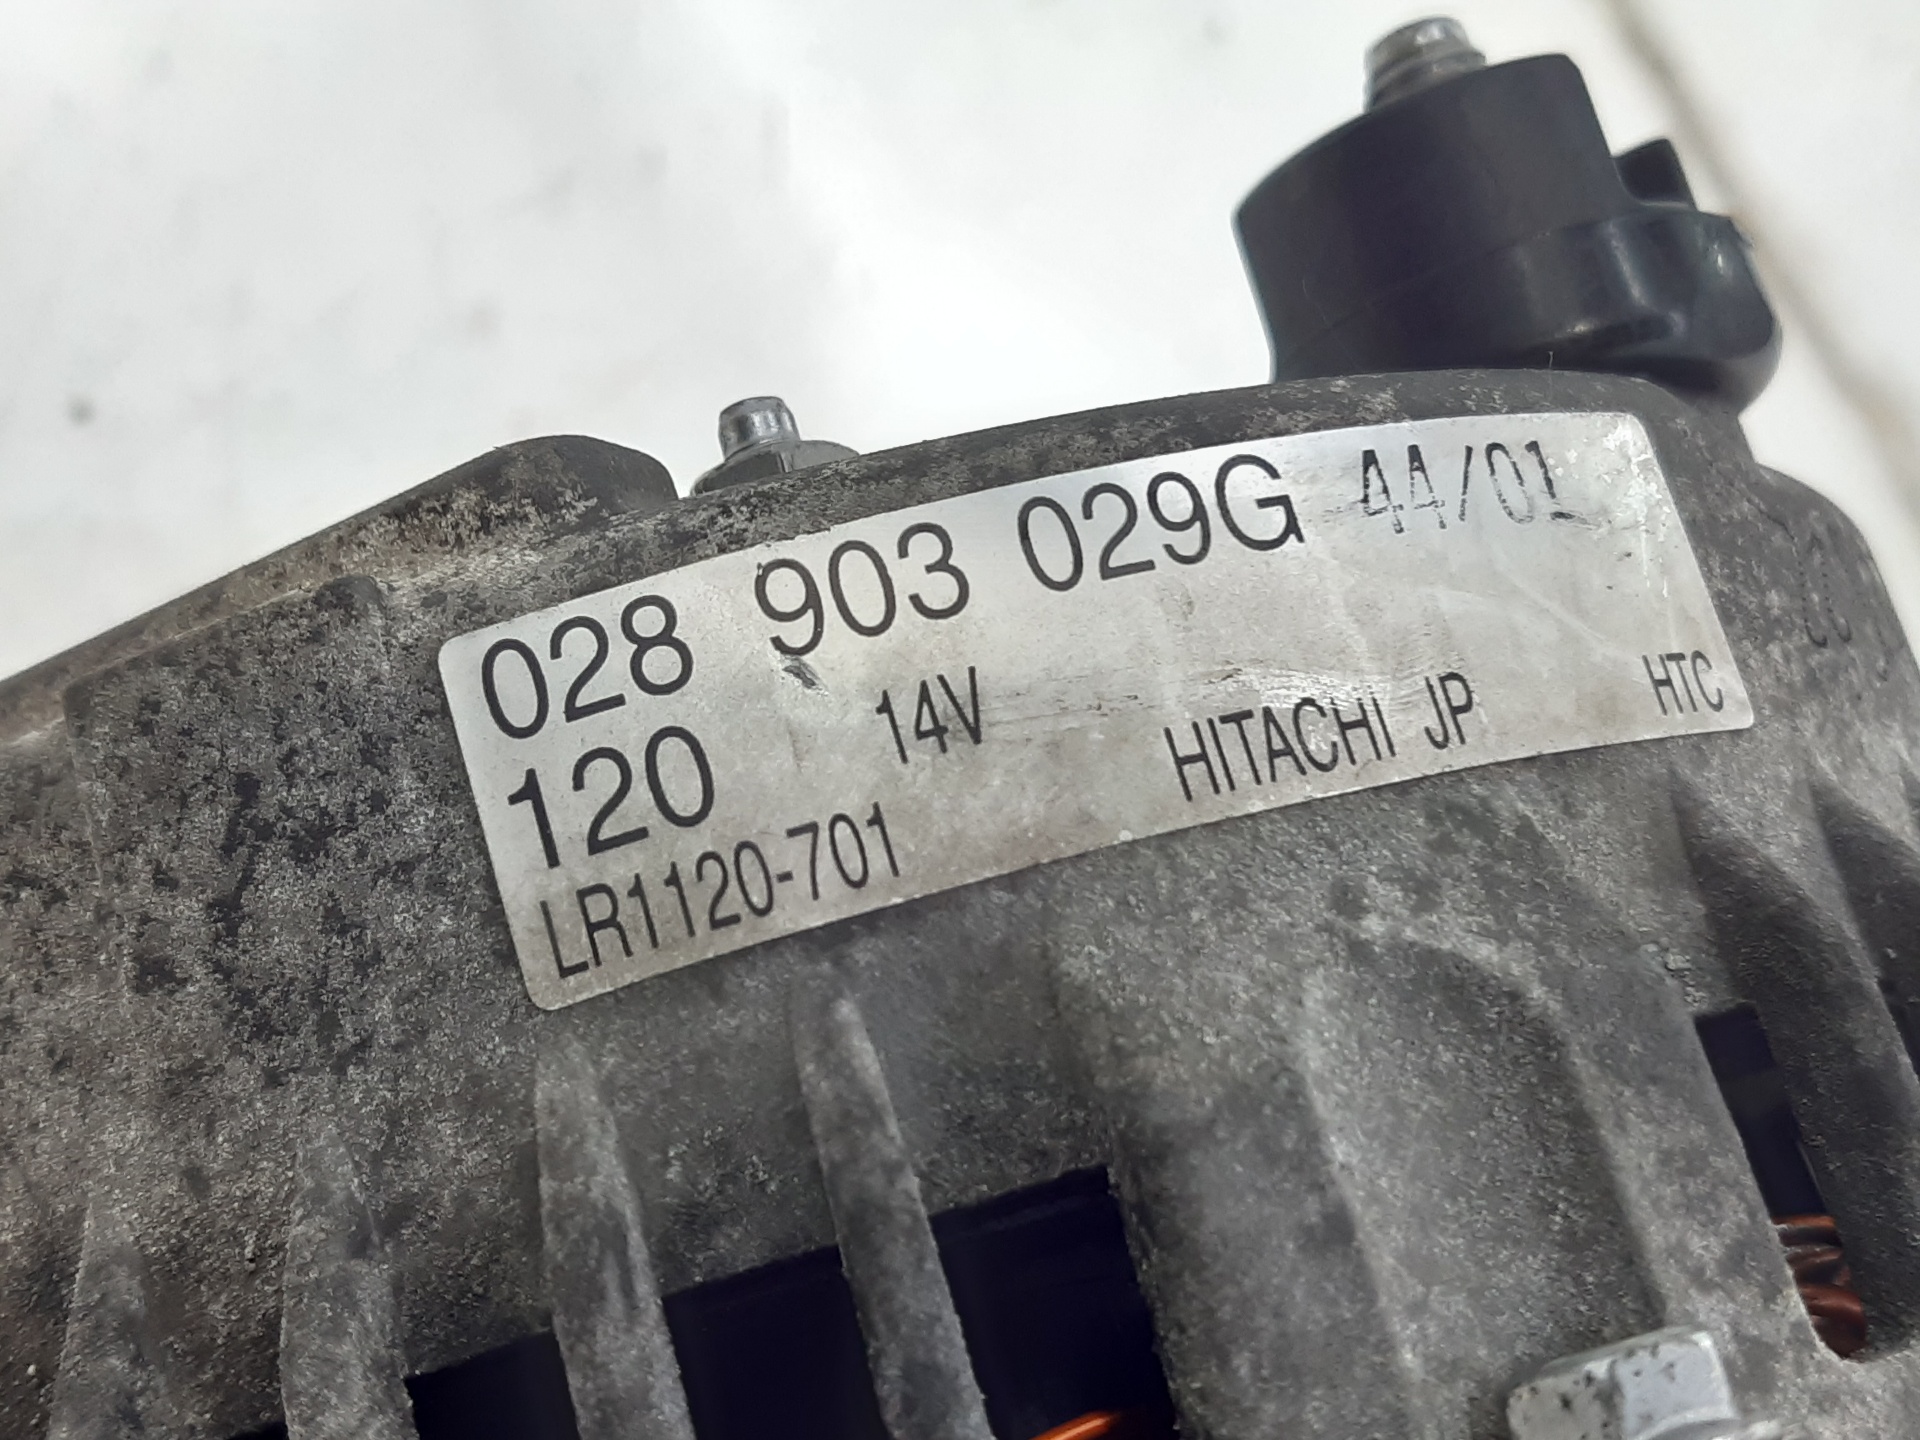 028 903 029G 44/01
120 14V HITACHI JP HTC
LR1120-701